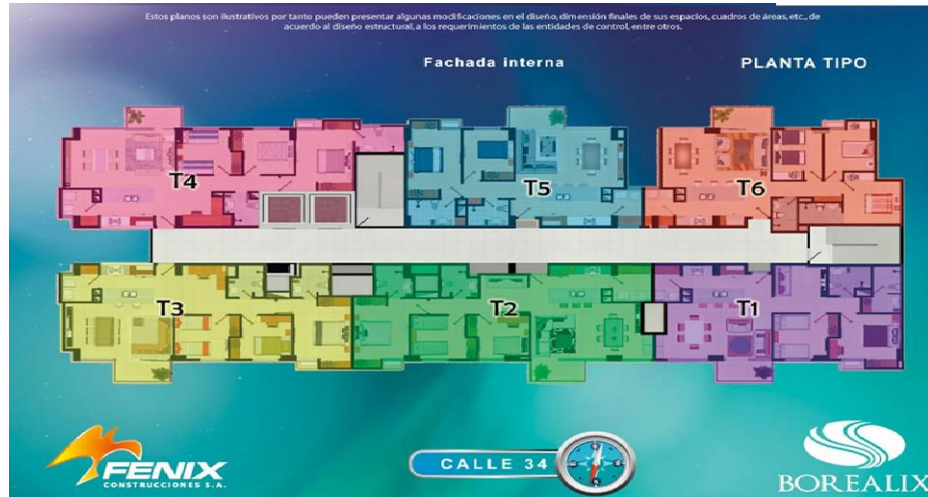 Estos planos son ilustrativos por tanto pueden presentar algunas modificaciones en el diseño, dimensión finales de sus espacios, cuadros de áreas, etc., de
acuerdo al diseño estructural, a los requerimientos de las entidades de control, entre otros.
Fachada interna
PLANTA TIPO
T4
T5
T6
T3
T2
T1
FENIX
CONSTRUCCIONES S.A.
CALLE 34
BOREALIX